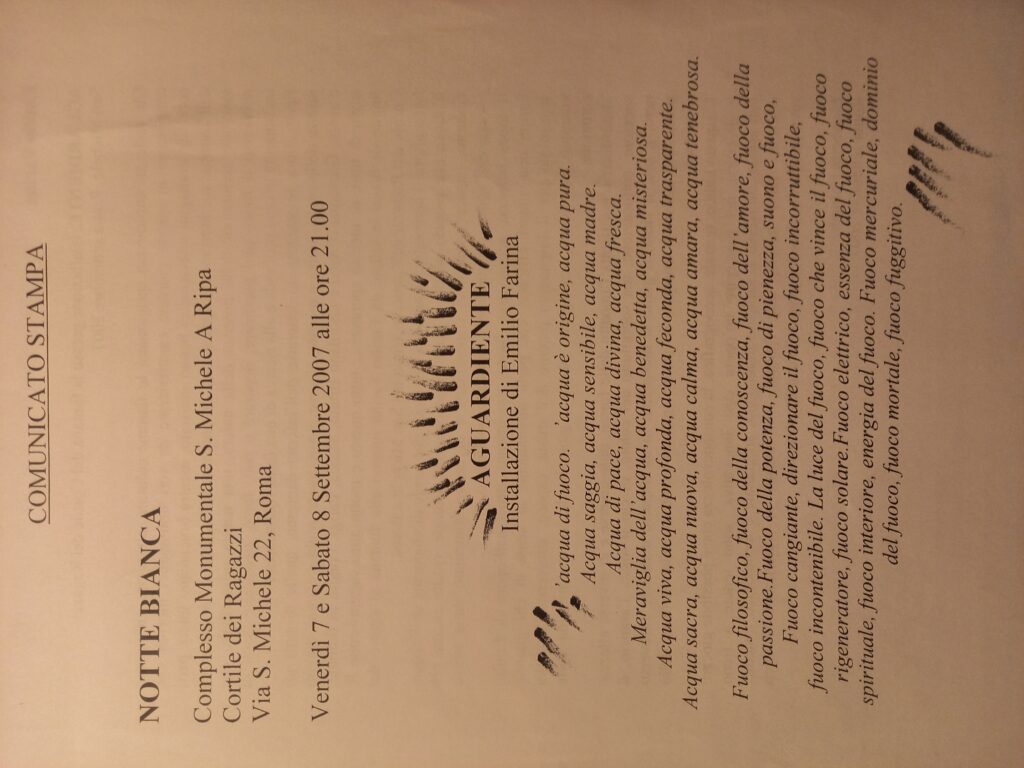 COMUNICATO STAMPA
NOTTE BIANCA
Complesso Monumentale S. Michele A Ripa
Cortile dei Ragazzi
Via S. Michele 22, Roma
Venerdì 7 e Sabato 8 Settembre 2007 alle ore 21.00
AGUARDIENTE
Installazione di Emilio Farina
'acqua di fuoco. 'acqua è origine, acqua pura.
Acqua saggia, acqua sensibile, acqua madre.
Acqua di pace, acqua divina, acqua fresca.
Meraviglia dell'acqua, acqua benedetta, acqua misteriosa.
Acqua viva, acqua profonda, acqua feconda, acqua trasparente.
Acqua sacra, acqua nuova, acqua calma, acqua amara, acqua tenebrosa.
Fuoco filosofico, fuoco della conoscenza, fuoco dell'amore, fuoco della
passione.Fuoco della potenza, fuoco di pienezza, suono e fuoco,
Fuoco cangiante, direzionare il fuoco, fuoco incorruttibile,
fuoco incontenibile. La luce del fuoco, fuoco che vince il fuoco, fuoco
rigeneratore, fuoco solare.Fuoco elettrico, essenza del fuoco, fuoco
spirituale, fuoco interiore, energia del fuoco. Fuoco mercuriale, dominio
del fuoco, fuoco mortale, fuoco fuggitivo.